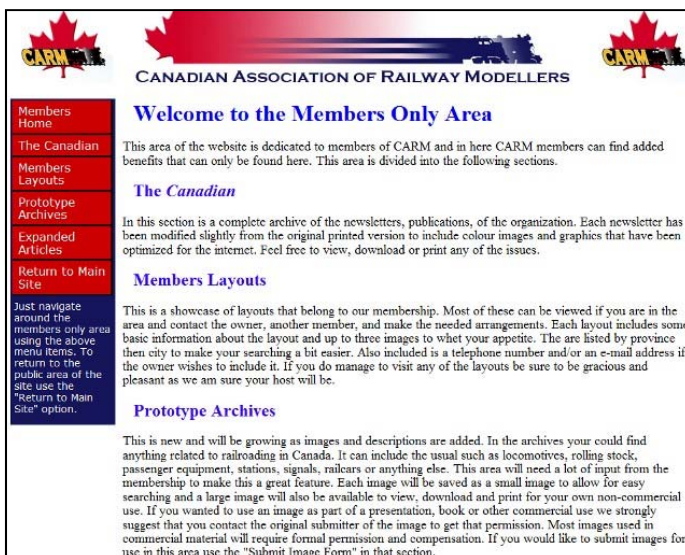 CARM
CARM
CANADIAN ASSOCIATION OF RAILWAY MODELLERS
Members
Home
The Canadian
Members
Layouts
Prototype
Archives
Expanded
Articles
Return to Main
Site
Just navigate
around the
members only area
using the above
menu items. To
return to the
public area of the
site use the
"Return to Main
Site" option.
Welcome to the Members Only Area
This area of the website is dedicated to members of CARM and in here CARM members can find added
benefits that can only be found here. This area is divided into the following sections.
The Canadian
In this section is a complete archive of the newsletters, publications, of the organization. Each newsletter has
been modified slightly from the original printed version to include colour images and graphics that have been
optimized for the internet. Feel free to view, download or print any of the issues.
Members Layouts
This is a showcase of layouts that belong to our membership. Most of these can be viewed if you are in the
area and contact the owner, another member, and make the needed arrangements. Each layout includes some
basic information about the layout and up to three images to whet your appetite. The are listed by province
then city to make your searching a bit easier. Also included is a telephone number and/or an e-mail address if
the owner wishes to include it. If you do manage to visit any of the layouts be sure to be gracious and
pleasant as we am sure your host will be.
Prototype Archives
This is new and will be growing as images and descriptions are added. In the archives your could find
anything related to railroading in Canada. It can include the usual such as locomotives, rolling stock,
passenger equipment, stations, signals, railcars or anything else. This area will need a lot of input from the
membership to make this a great feature. Each image will be saved as a small image to allow for easy
searching and a large image will also be available to view, download and print for your own non-commercial
use. If you wanted to use an image as part of a presentation, book or other commercial use we strongly
suggest that you contact the original submitter of the image to get that permission. Most images used in
commercial material will require formal permission and compensation. If you would like to submit images for
use in this area use the "Submit Image Form" in that section.